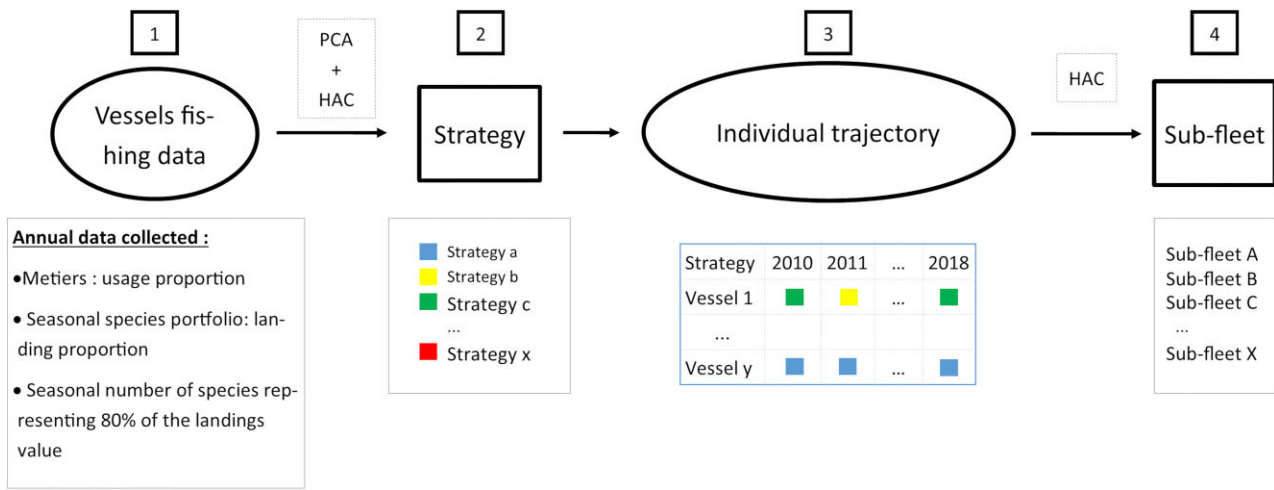 1
PCA
+
HAC
2
3
HAC
4
Vessels fis-
hing data
Strategy
Individual trajectory
Sub-fleet
Annual data collected :
•Metiers : usage proportion
• Seasonal species portfolio: lan-
ding proportion
• Seasonal number of species rep-
resenting 80% of the landings
value
Strategy a
Strategy b
Strategy c
...
Strategy x
Strategy 2010 2011 ... 2018
Vessel 1 ...
...
Vessel y ...
Sub-fleet A
Sub-fleet B
Sub-fleet C
...
Sub-fleet X